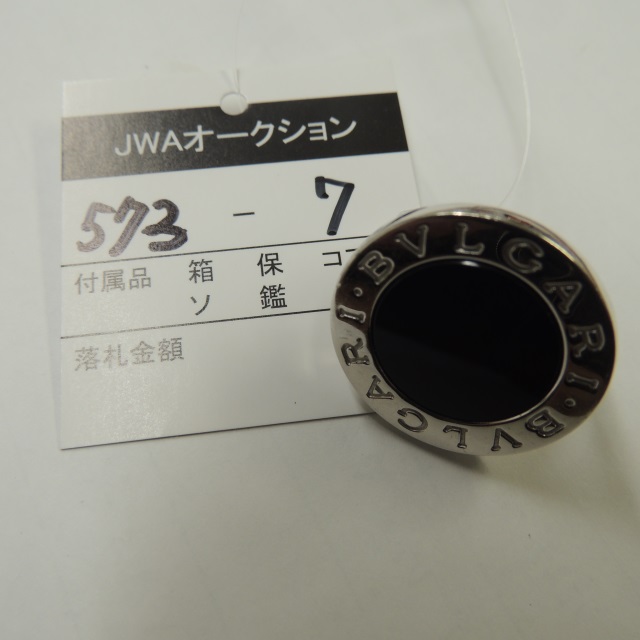 JWAオークション
573 - 7
付属品 箱 保 コ
ソ 鑑
落札金額
BVLGARI・BVLGARI・